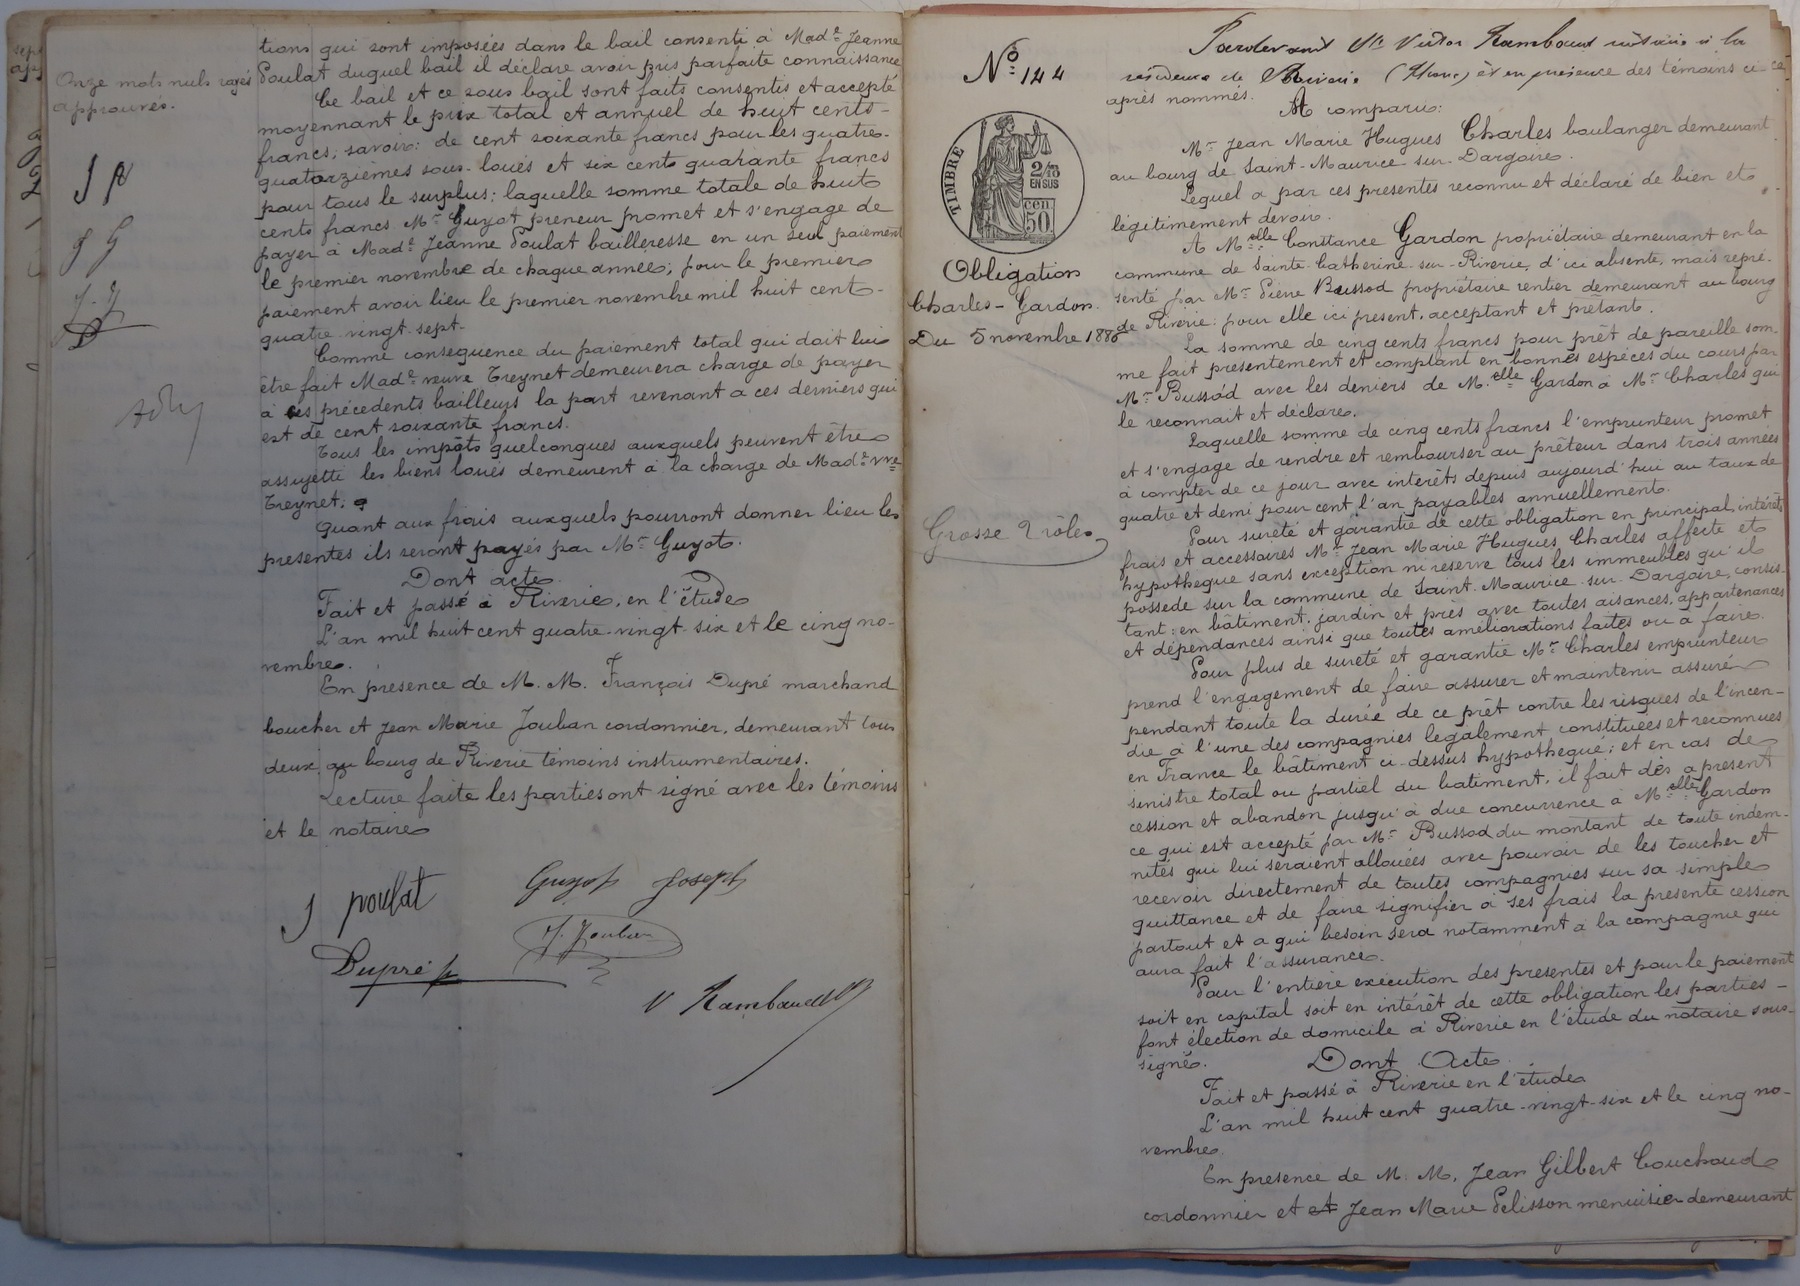 Onze mots nuls rayés
approuvés.
J P
g G
J. J
D
tions qui sont imposées dans le bail consenti à Made. Jeanne
Poulat duquel bail il déclare avoir pris parfaite connaissance
Ce bail et ce sous bail sont faits consentis et accepté
moyennant le prix total et annuel de huit cents
francs; savoir: de cent soixante francs pour les quatre-
quatorzièmes sous-loués et six cents quarante francs
pour tous le surplus; laquelle somme totale de huit
cents francs Mr. Guyot preneur promet et s'engage de
payer à Made. Jeanne Poulat bailleresse en un seul paiement
le premier novembre de chaque année; pour le premier
paiement avoir lieu le premier novembre mil huit cent-
quatre-vingt-sept.
Comme conséquence du paiement total qui doit lui
être fait Made. veuve Treynet demeurera chargé de payer
à ces précédents bailleurs la part revenant à ces derniers qui
est de cent soixante francs.
Tous les impôts quelconques auxquels peuvent être
assujettis les biens loués demeurent à la charge de Made. vve
Treynet.
Quant aux frais auxquels pourront donner lieu les
présentes ils seront payés par Mr. Guyot.
Dont acte
Fait et passé à Riverie, en l'étude
L'an mil huit cent quatre-vingt-six et le cinq no-
vembre.
En présence de M. M. François Dupré marchand
boucher et Jean Marie Jouban cordonnier, demeurant tous
deux au bourg de Riverie témoins instrumentaires.
Lecture faite les parties ont signé avec les témoins
et le notaire
J poulat
Guyot Joseph
J. Jouban
Dupré
V Rambaud
No. 144
TIMBRE
2/10
EN SUS
cen.
50
Obligation
Charles - Gardon.
Du 5 novembre 1886
Grosse 2 rôles
Pardevant Me Victor Rambaud notaire à la
résidence de Riverie (Rhône) et en présence des témoins ci-
après nommés.
A comparu:
Mr. Jean Marie Hugues Charles boulanger demeurant
au bourg de Saint-Maurice-sur-Dargoire.
Lequel a par ces présentes reconnu et déclaré de bien et
légitimement devoir.
A Melle Constance Gardon propriétaire demeurant en la
commune de Sainte-Catherine-sur-Riverie, d'ici absente, mais repré-
senté par Mr. Pierre Bussod propriétaire rentier demeurant au bourg
de Riverie: pour elle ici présent, acceptant et prêtant.
La somme de cinq cents francs pour prêt de pareille som-
me fait présentement et comptant en bonnes espèces du cours par
Mr. Bussod avec les deniers de Melle Gardon à Mr. Charles qui
le reconnait et déclare.
Laquelle somme de cinq cents francs l'emprunteur promet
et s'engage de rendre et rembourser au prêteur dans trois années
à compter de ce jour avec intérêts depuis aujourd'hui au taux de
quatre et demi pour cent l'an payables annuellement.
Pour sureté et garantie de cette obligation en principal, intérêts
frais et accessoires Mr. Jean Marie Hugues Charles affecte et
hypothèque sans exception ni réserve tous les immeubles qu'il
possède sur la commune de Saint-Maurice-sur-Dargoire, consis-
tant: en bâtiment, jardin et prés avec toutes aisances, appartenances
et dépendances ainsi que toutes améliorations faites ou à faire.
Pour plus de sureté et garantie Mr. Charles emprunteur
prend l'engagement de faire assurer et maintenir assuré
pendant toute la durée de ce prêt contre les risques de l'incen-
die à l'une des compagnies légalement constituées et reconnues
en France le bâtiment ci-dessus hypothéqué; et en cas de
sinistre total ou partiel du batiment, il fait dès à présent
cession et abandon jusqu'à due concurrence à Melle Gardon
ce qui est accepté par Mr. Bussod du montant de toute indem-
nités qui lui seraient allouées avec pouvoir de les toucher et
recevoir directement de toutes compagnies sur sa simple
quittance et de faire signifier à ses frais la présente cession
partout et a qui besoin sera notamment à la compagnie qui
aura fait l'assurance.
Pour l'entière exécution des présentes et pour le paiement
soit en capital soit en intérêt de cette obligation les parties-
font élection de domicile à Riverie en l'étude du notaire sous-
signé.
Dont Acte
Fait et passé à Riverie en l'étude
L'an mil huit cent quatre-vingt-six et le cinq no-
vembre.
En présence de M. M. Jean Gilbert Couchoud
cordonnier et et Jean Marie Pelisson menuisier demeurant